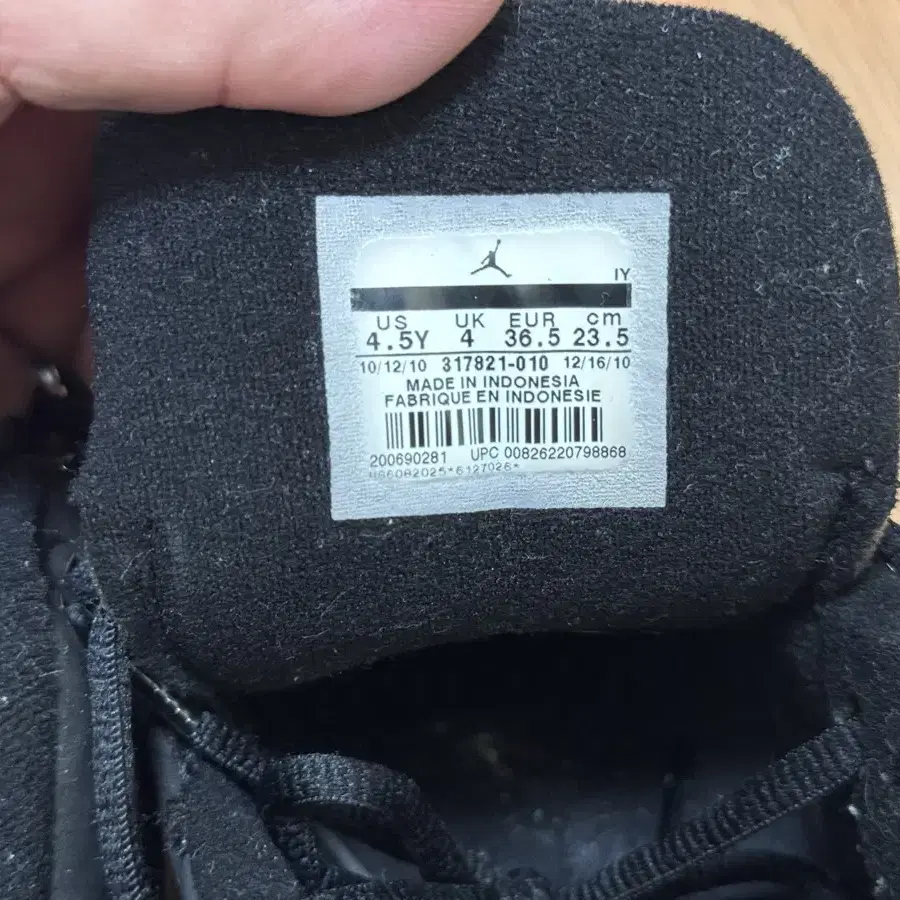 IY
US UK EUR cm
4.5Y 4 36.5 23.5
10/12/10 317821-010 12/16/10
MADE IN INDONESIA
FABRIQUE EN INDONESIE
200690281 UPC 00826220798868